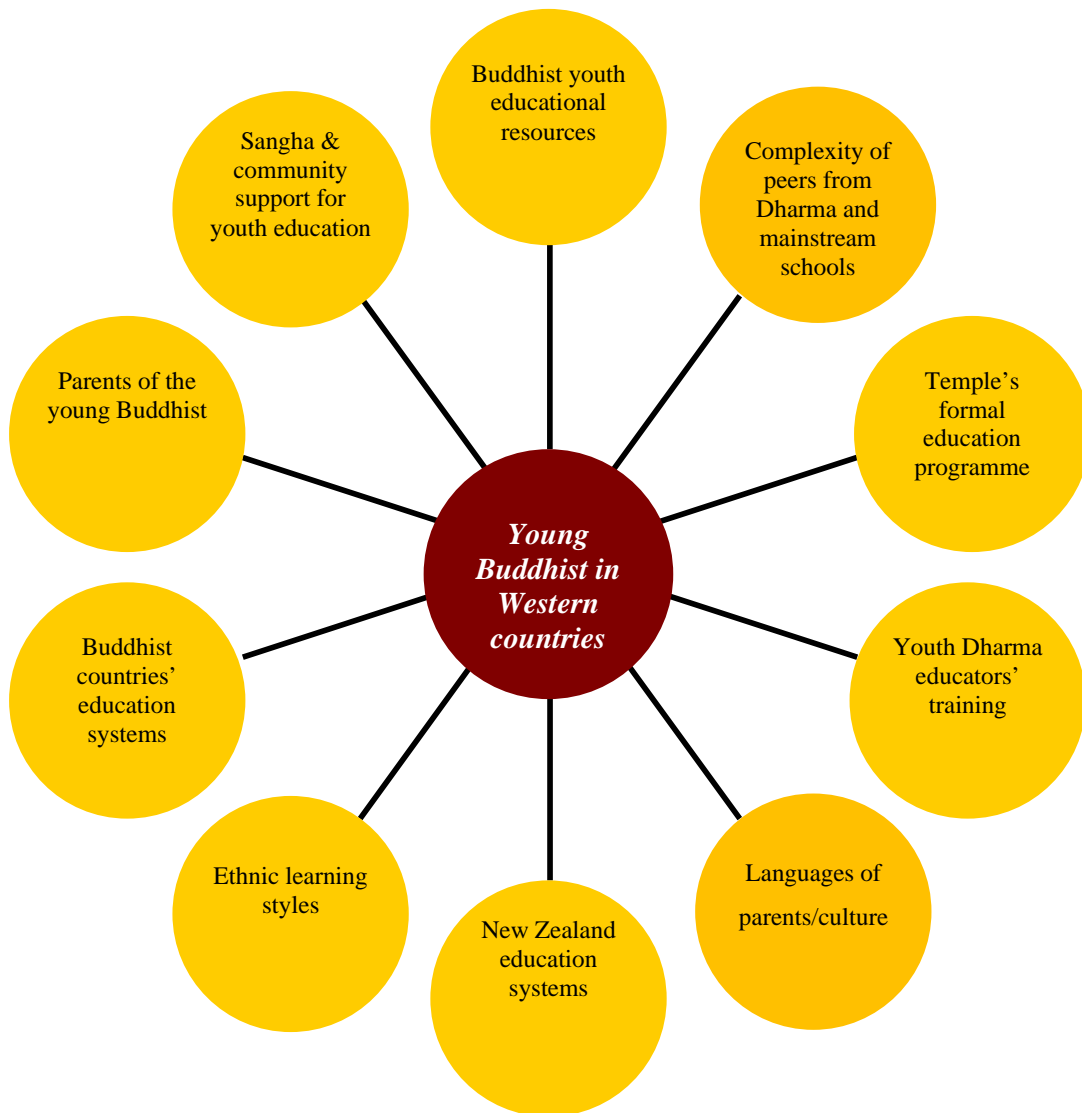 Buddhist youth
educational
resources
Sangha &
community
support for
youth education
Complexity of
peers from
Dharma and
mainstream
schools
Parents of the
young Buddhist
Temple’s
formal
education
programme
Young
Buddhist in
Western
countries
Buddhist
countries’
education
systems
Youth Dharma
educators’
training
Ethnic learning
styles
Languages of
parents/culture
New Zealand
education
systems